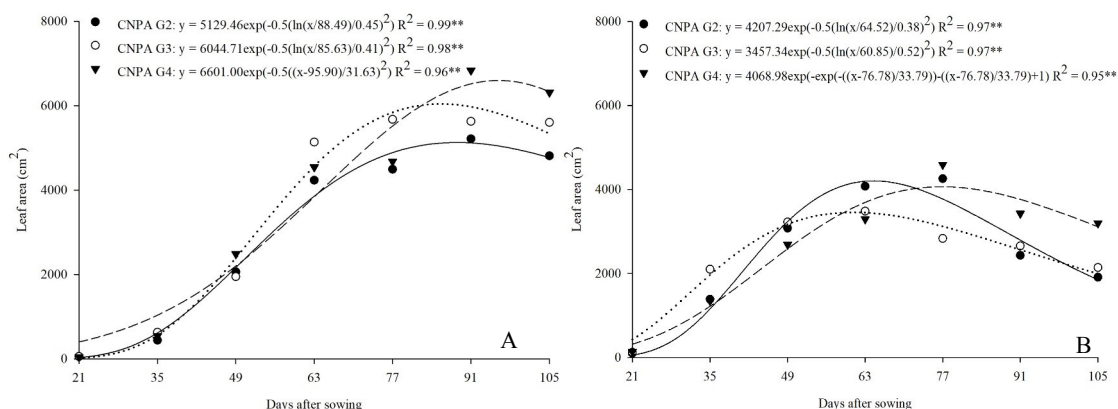 8000
6000
4000
2000
0
Leaf area (cm²)
CNPA G2: y = 5129.46exp(-0.5(ln(x/88.49)/0.45)²) R² = 0.99**
CNPA G3: y = 6044.71exp(-0.5(ln(x/85.63)/0.41)²) R² = 0.98**
CNPA G4: y = 6601.00exp(-0.5((x-95.90)/31.63)²) R² = 0.96**
A
21 35 49 63 77 91 105
Days after sowing
8000
6000
4000
2000
0
Leaf area (cm²)
CNPA G2: y = 4207.29exp(-0.5(ln(x/64.52)/0.38)²) R² = 0.97**
CNPA G3: y = 3457.34exp(-0.5(ln(x/60.85)/0.52)²) R² = 0.97**
CNPA G4: y = 4068.98exp(-exp(-((x-76.78)/33.79))-((x-76.78)/33.79)+1) R² = 0.95**
B
21 35 49 63 77 91 105
Days after sowing